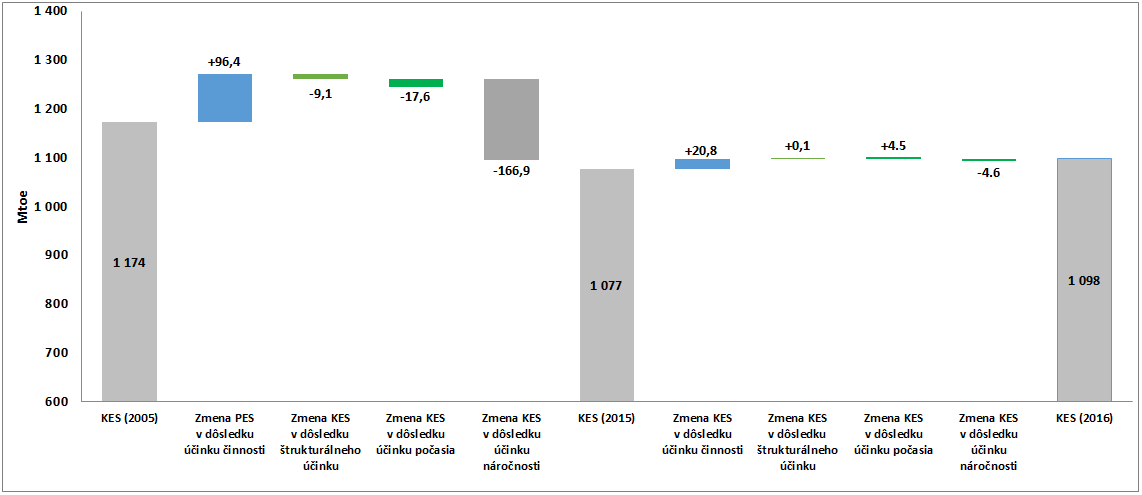 1 400
1 300
1 200
1 100
1 000
900
800
700
600
Mtoe
+96,4
-9,1
-17,6
-166,9
+20,8
+0,1
+4.5
-4.6
1 174
1 077
1 098
KES (2005)
Zmena PES
v dôsledku
účinku činnosti
Zmena KES
v dôsledku
štrukturálneho
účinku
Zmena KES
v dôsledku
účinku počasia
Zmena KES
v dôsledku
účinku
náročnosti
KES (2015)
Zmena KES
v dôsledku
účinku činnosti
Zmena KES
v dôsledku
štrukturálneho
účinku
Zmena KES
v dôsledku
účinku počasia
Zmena KES
v dôsledku
účinku
náročnosti
KES (2016)